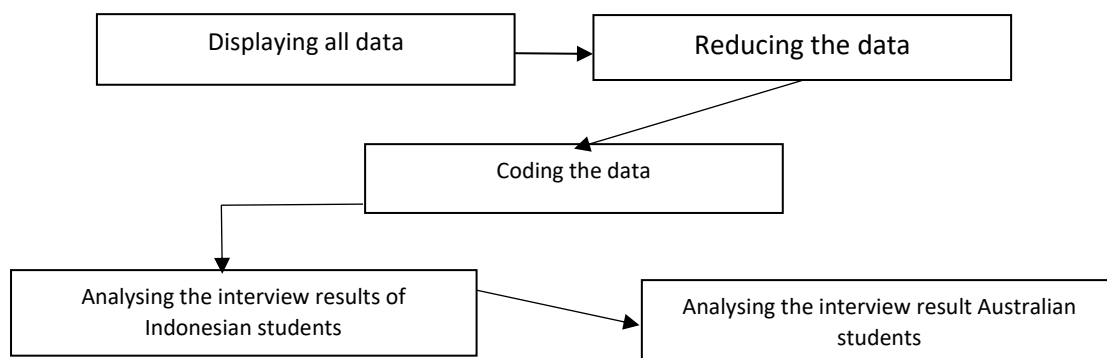 Displaying all data
Reducing the data
Coding the data
Analysing the interview results of
Indonesian students
Analysing the interview result Australian
students